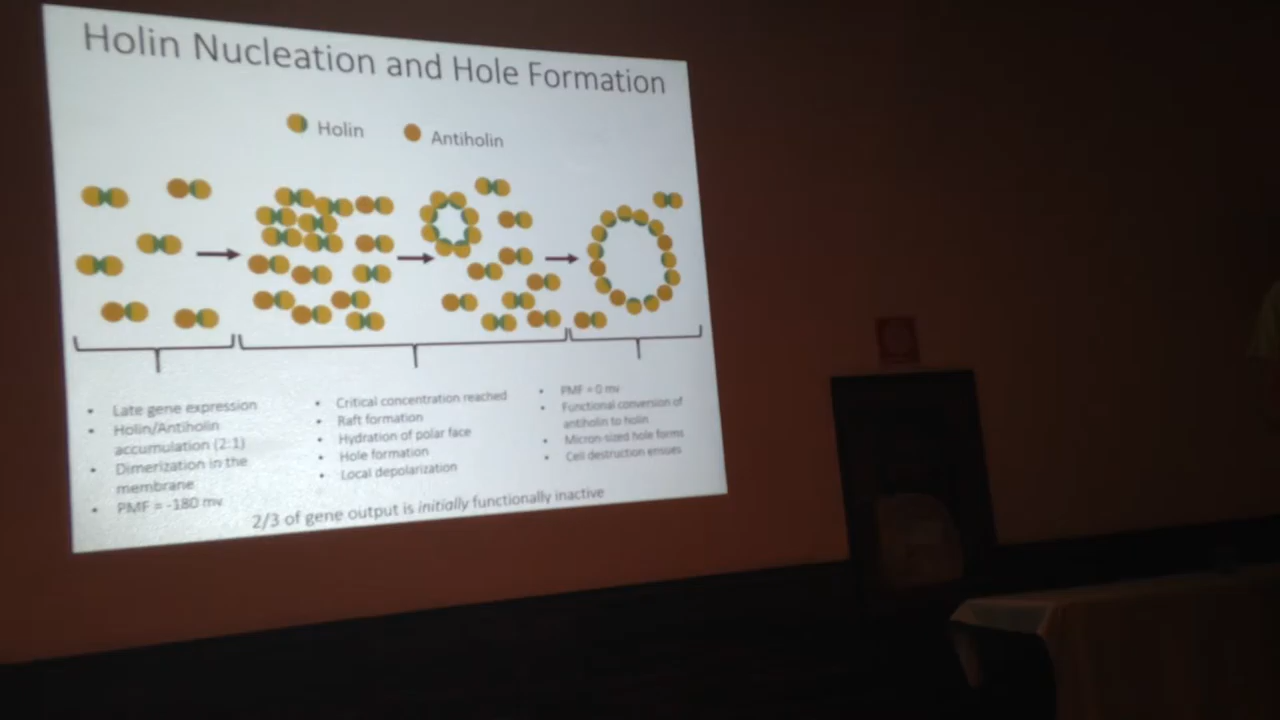 Holin Nucleation and Hole Formation
Holin
Antiholin
• Late gene expression
• Holin/Antiholin
accumulation (2:1)
• Dimerization in the
membrane
• PMF = -180 mv
• Critical concentration reached
• Raft formation
• Hydration of polar face
• Hole formation
• Local depolarization
• PMF = 0 mv
• Functional conversion of
antiholin to holin
• Micron-sized hole forms
• Cell destruction ensues
2/3 of gene output is initially functionally inactive